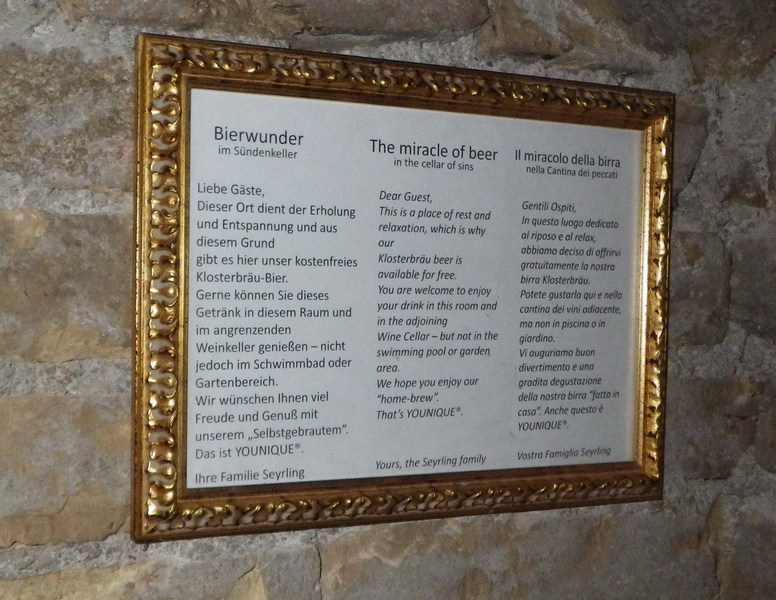 Bierwunder
im Sündenkeller
Liebe Gäste,
Dieser Ort dient der Erholung
und Entspannung und aus
diesem Grund
gibt es hier unser kostenfreies
Klosterbräu-Bier.
Gerne können Sie dieses
Getränk in diesem Raum und
im angrenzenden
Weinkeller genießen – nicht
jedoch im Schwimmbad oder
Gartenbereich.
Wir wünschen Ihnen viel
Freude und Genuß mit
unserem „Selbstgebrautem“.
Das ist YOUNIQUE®.
Ihre Familie Seyrling
The miracle of beer
in the cellar of sins
Dear Guest,
This is a place of rest and
relaxation, which is why
our
Klosterbräu beer is
available for free.
You are welcome to enjoy
your drink in this room and
in the adjoining
Wine Cellar – but not in the
swimming pool or garden
area.
We hope you enjoy our
“home-brew”.
That’s YOUNIQUE®.
Yours, the Seyrling family
Il miracolo della birra
nella Cantina dei peccati
Gentili Ospiti,
In questo luogo dedicato
al riposo e al relax,
abbiamo deciso di offrirvi
gratuitamente la nostra
birra Klosterbräu.
Potete gustarla qui e nella
cantina dei vini adiacente,
ma non in piscina o in
giardino.
Vi auguriamo buon
divertimento e una
gradita degustazione
della nostra birra “fatta in
casa”. Anche questo è
YOUNIQUE®.
Vostra Famiglia Seyrling